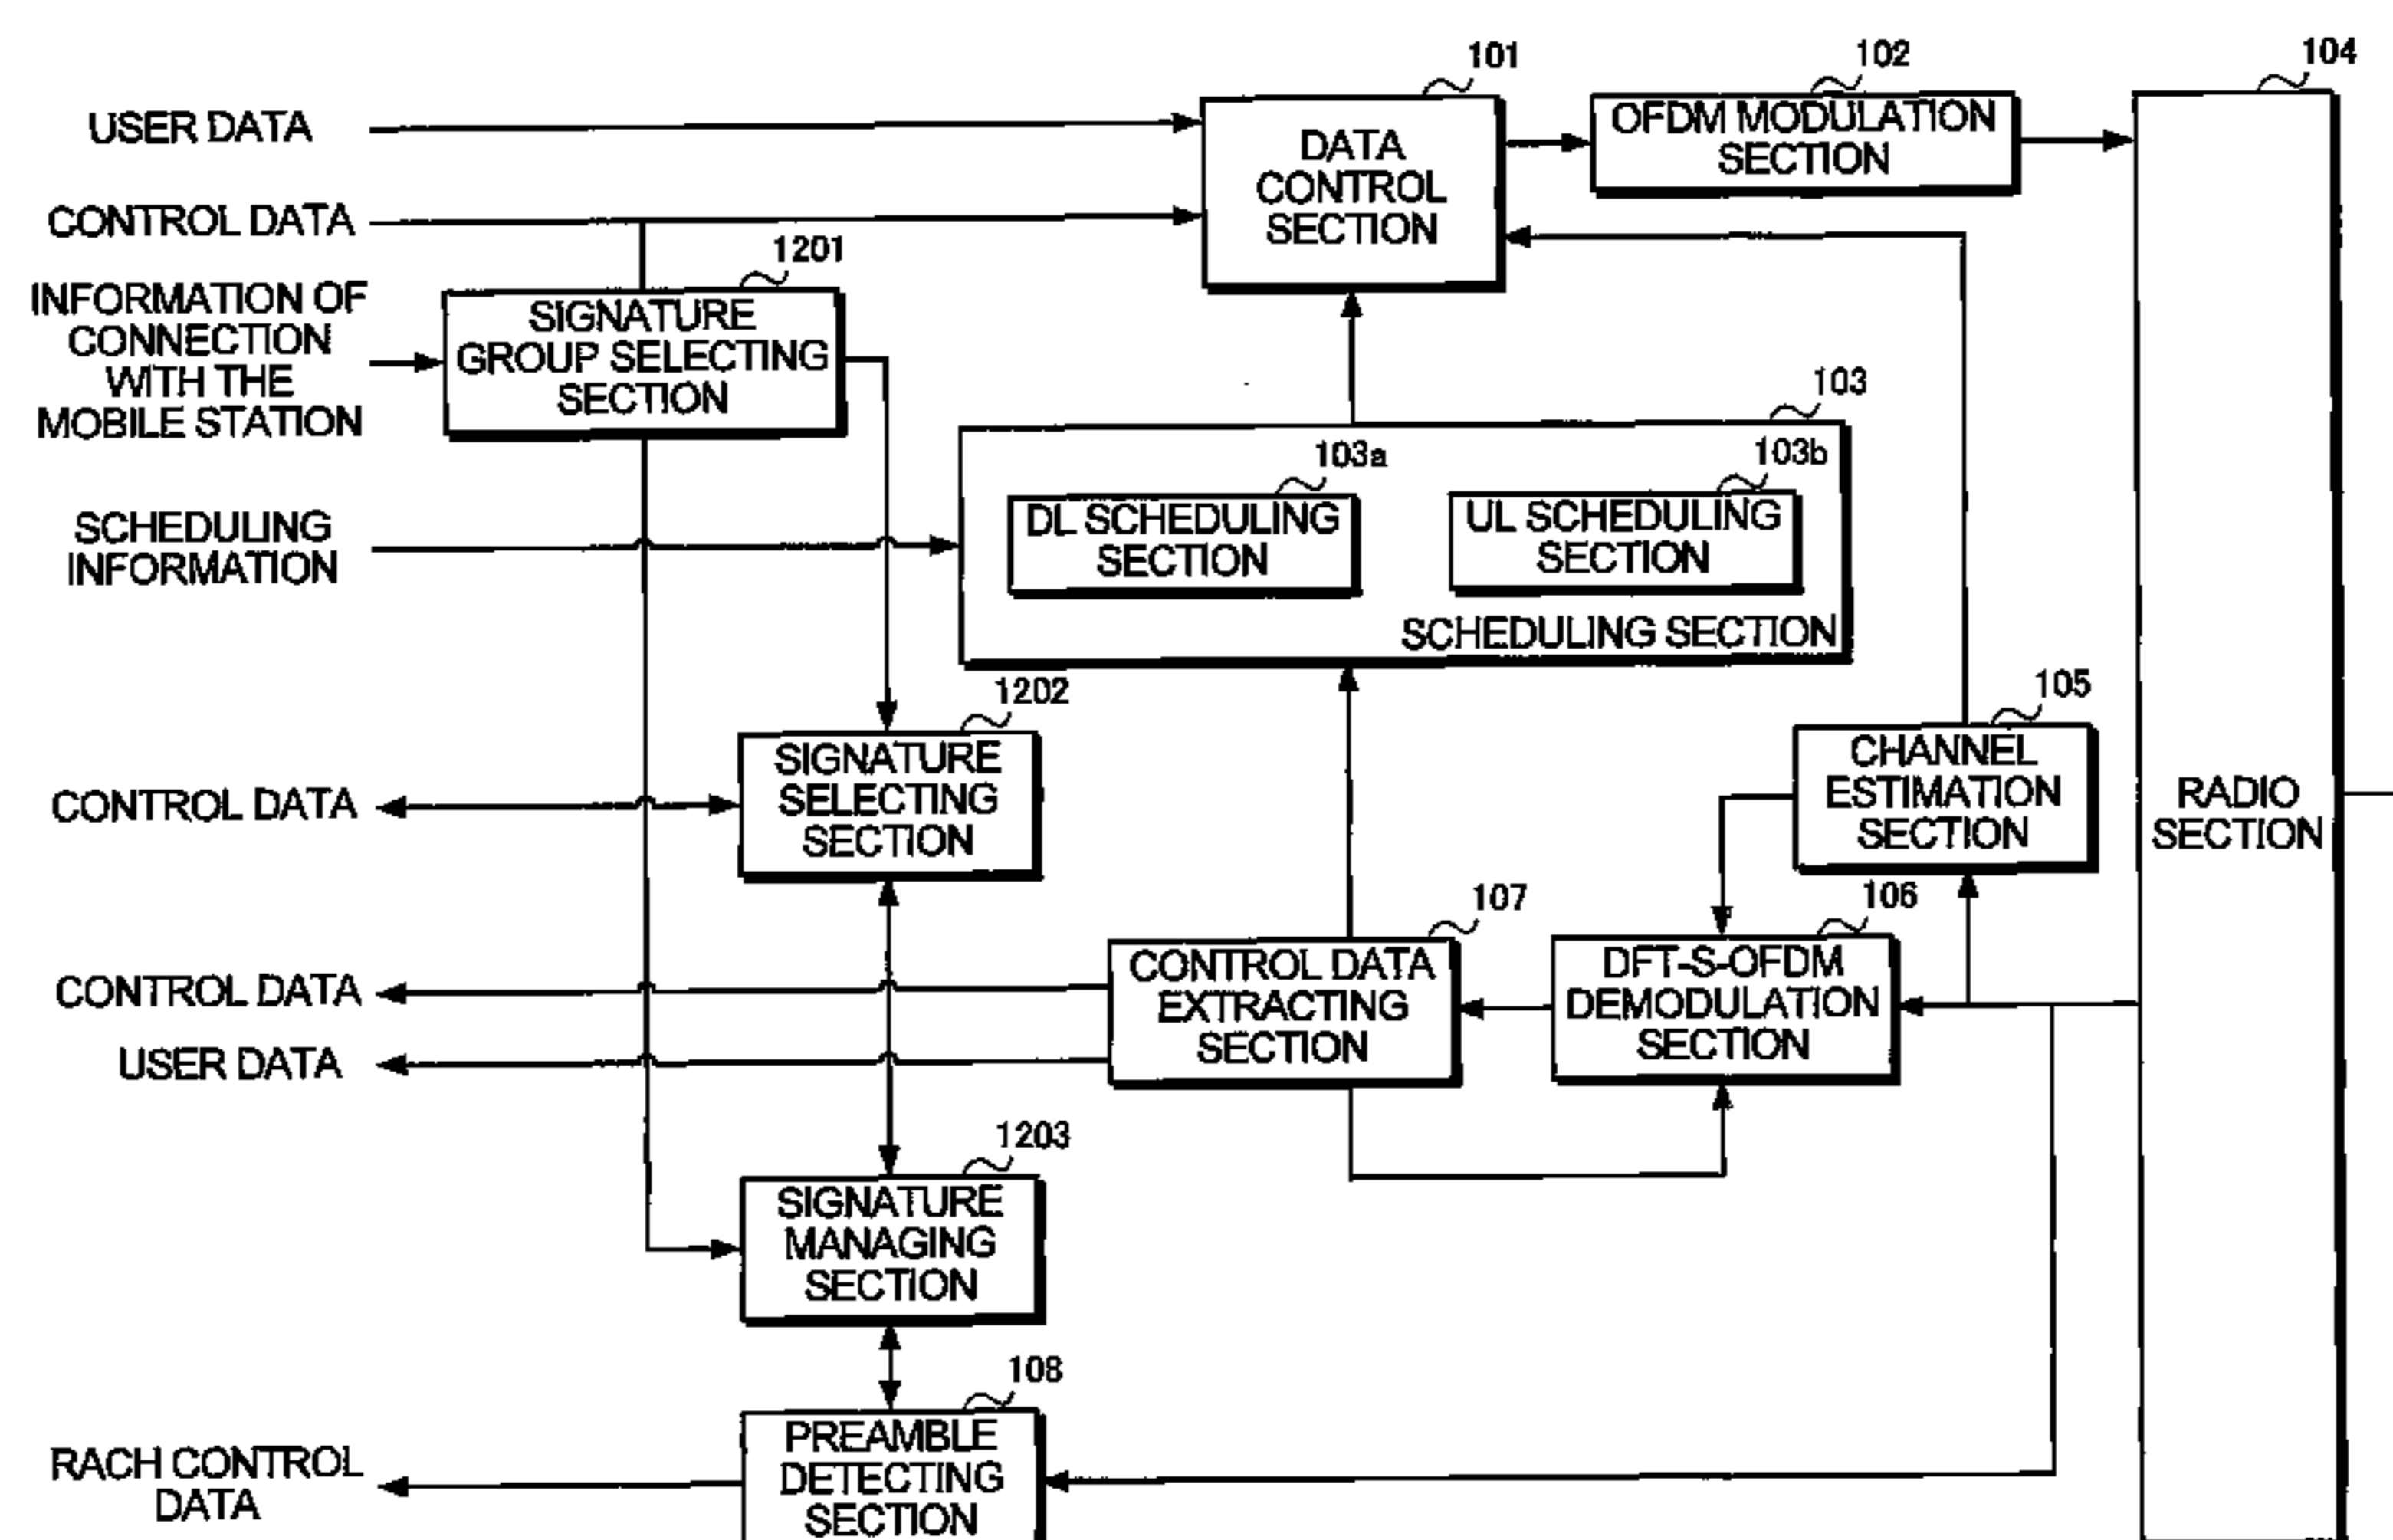 101
102
104
USER DATA
DATA
CONTROL
SECTION
OFDM MODULATION
SECTION
CONTROL DATA
1201
INFORMATION OF
CONNECTION
WITH THE
MOBILE STATION
SIGNATURE
GROUP SELECTING
SECTION
103
103a
103b
SCHEDULING
INFORMATION
DL SCHEDULING
SECTION
UL SCHEDULING
SECTION
SCHEDULING SECTION
1202
105
CONTROL DATA
SIGNATURE
SELECTING
SECTION
CHANNEL
ESTIMATION
SECTION
RADIO
SECTION
107
106
CONTROL DATA
USER DATA
CONTROL DATA
EXTRACTING
SECTION
DFT-S-OFDM
DEMODULATION
SECTION
1203
SIGNATURE
MANAGING
SECTION
108
RACH CONTROL
DATA
PREAMBLE
DETECTING
SECTION